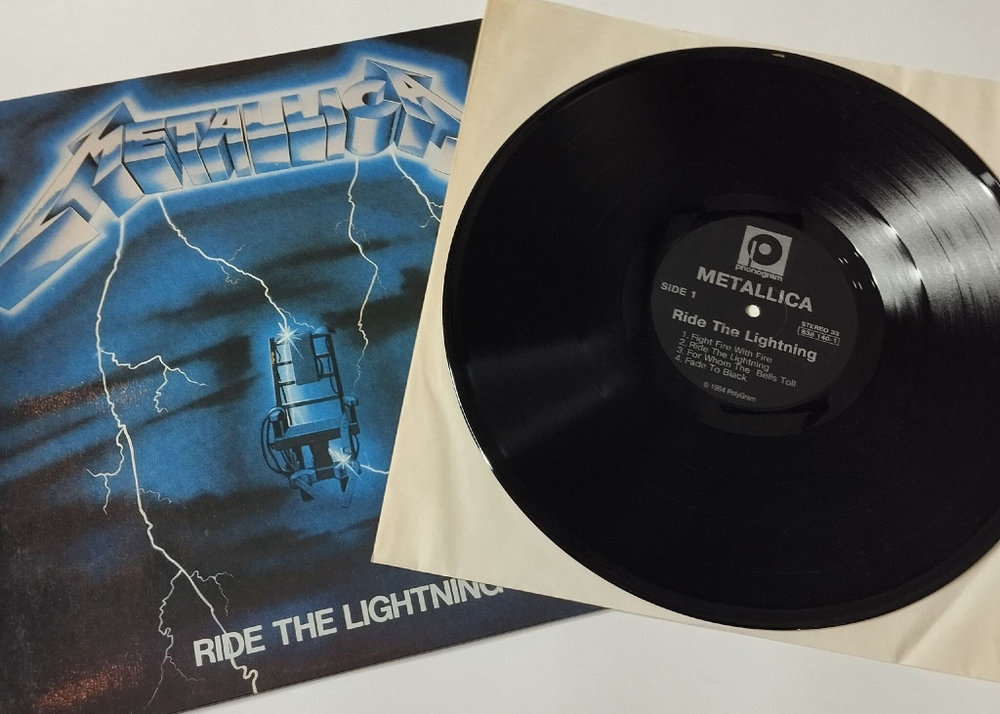 METALLICA
RIDE THE LIGHTNING
phonogram
METALLICA
SIDE 1
STEREO 33
838 140-1
Ride The Lightning
1. Fight Fire With Fire
2. Ride The Lightning
3. For Whom The Bells Toll
4. Fade To Black
© 1994 PolyGram